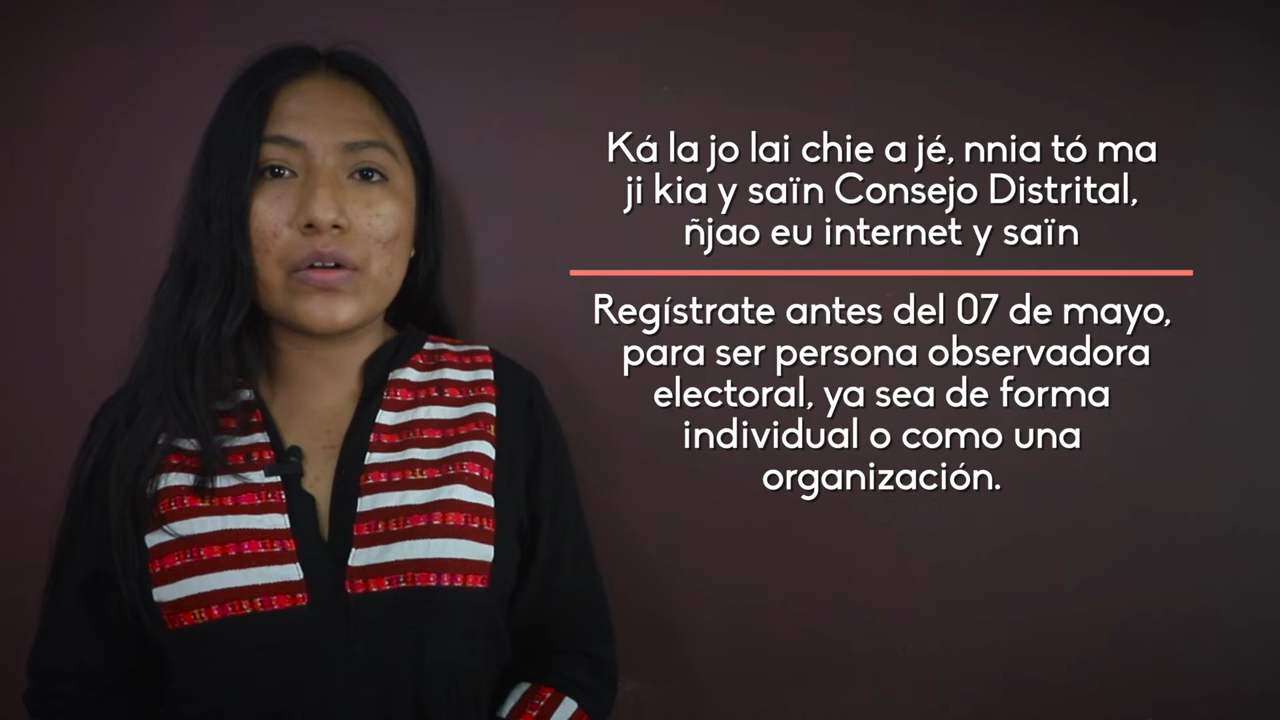 Ká la jo lai chie a jé, nnia tó ma
ji kia y saïn Consejo Distrital,
ñjao eu internet y saïn
Regístrate antes del 07 de mayo,
para ser persona observadora
electoral, ya sea de forma
individual o como una
organización.